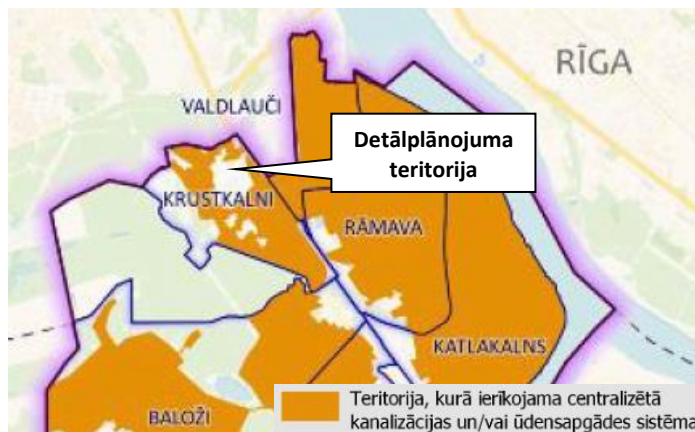 RĪGA
VALDLAUČI
Detālplānojuma
teritorija
KRUSTKALNI
RĀMAVA
KATLAKALNS
BALOŽI
Teritorija, kurā ierīkojama centralizētā
kanalizācijas un/vai ūdensapgādes sistēma